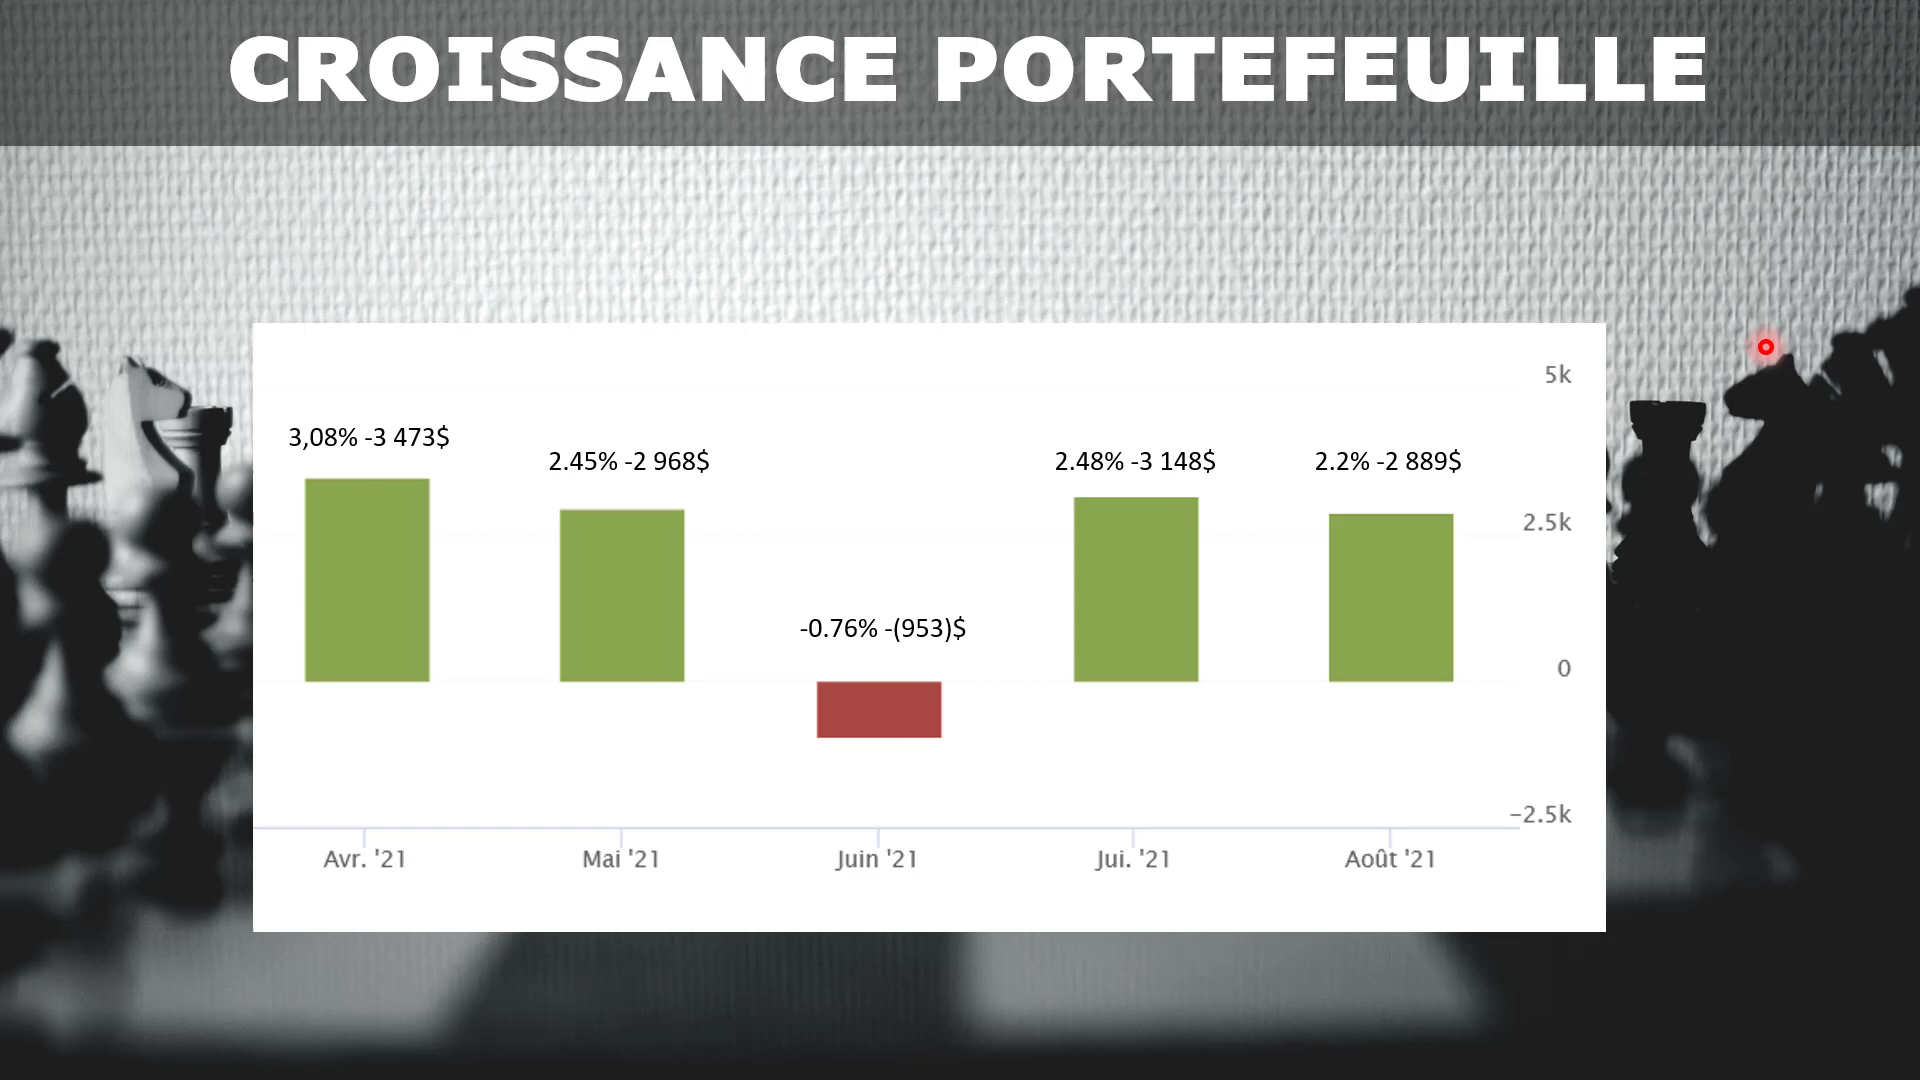 CROISSANCE PORTEFEUILLE
5k
3,08% -3 473$
2.45% -2 968$
2.48% -3 148$
2.2% -2 889$
2.5k
-0.76% -(953)$
0
−2.5k
Avr. '21
Mai '21
Juin '21
Jui. '21
Août '21